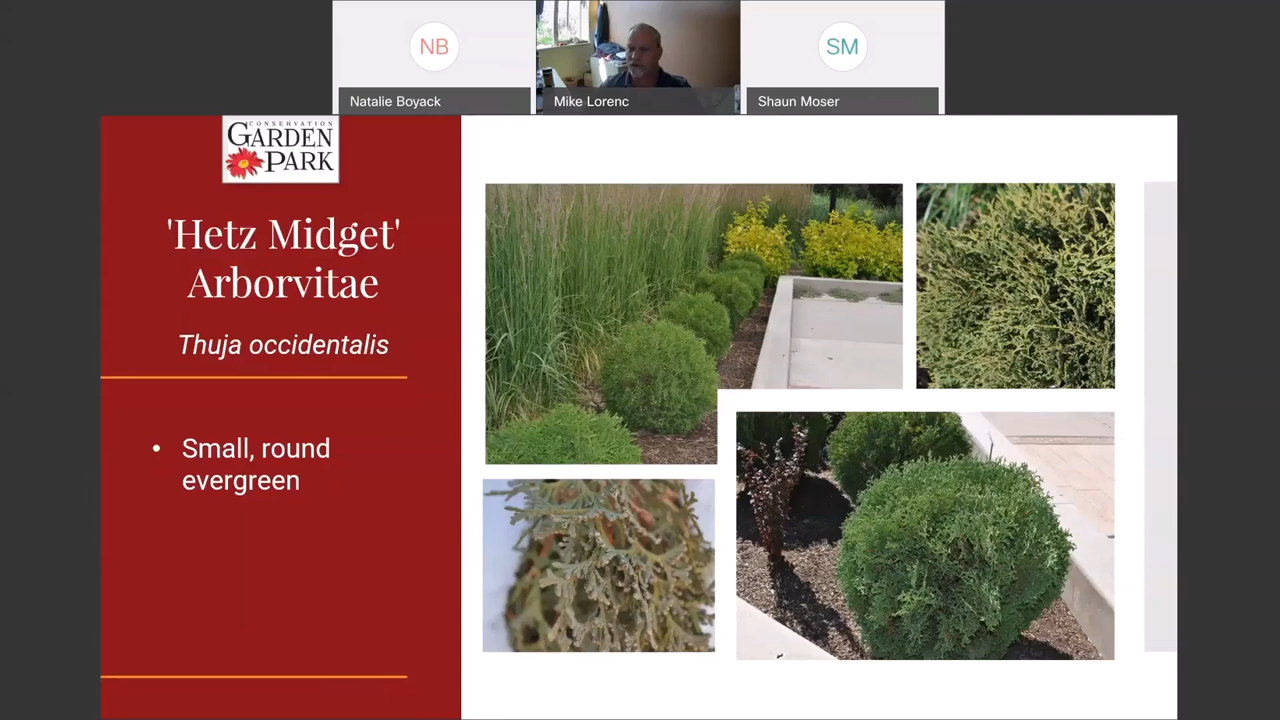 NB
SM
Natalie Boyack
Mike Lorenc
Shaun Moser
CONSERVATION
GARDEN
PARK
'Hetz Midget'
Arborvitae
Thuja occidentalis
• Small, round
evergreen